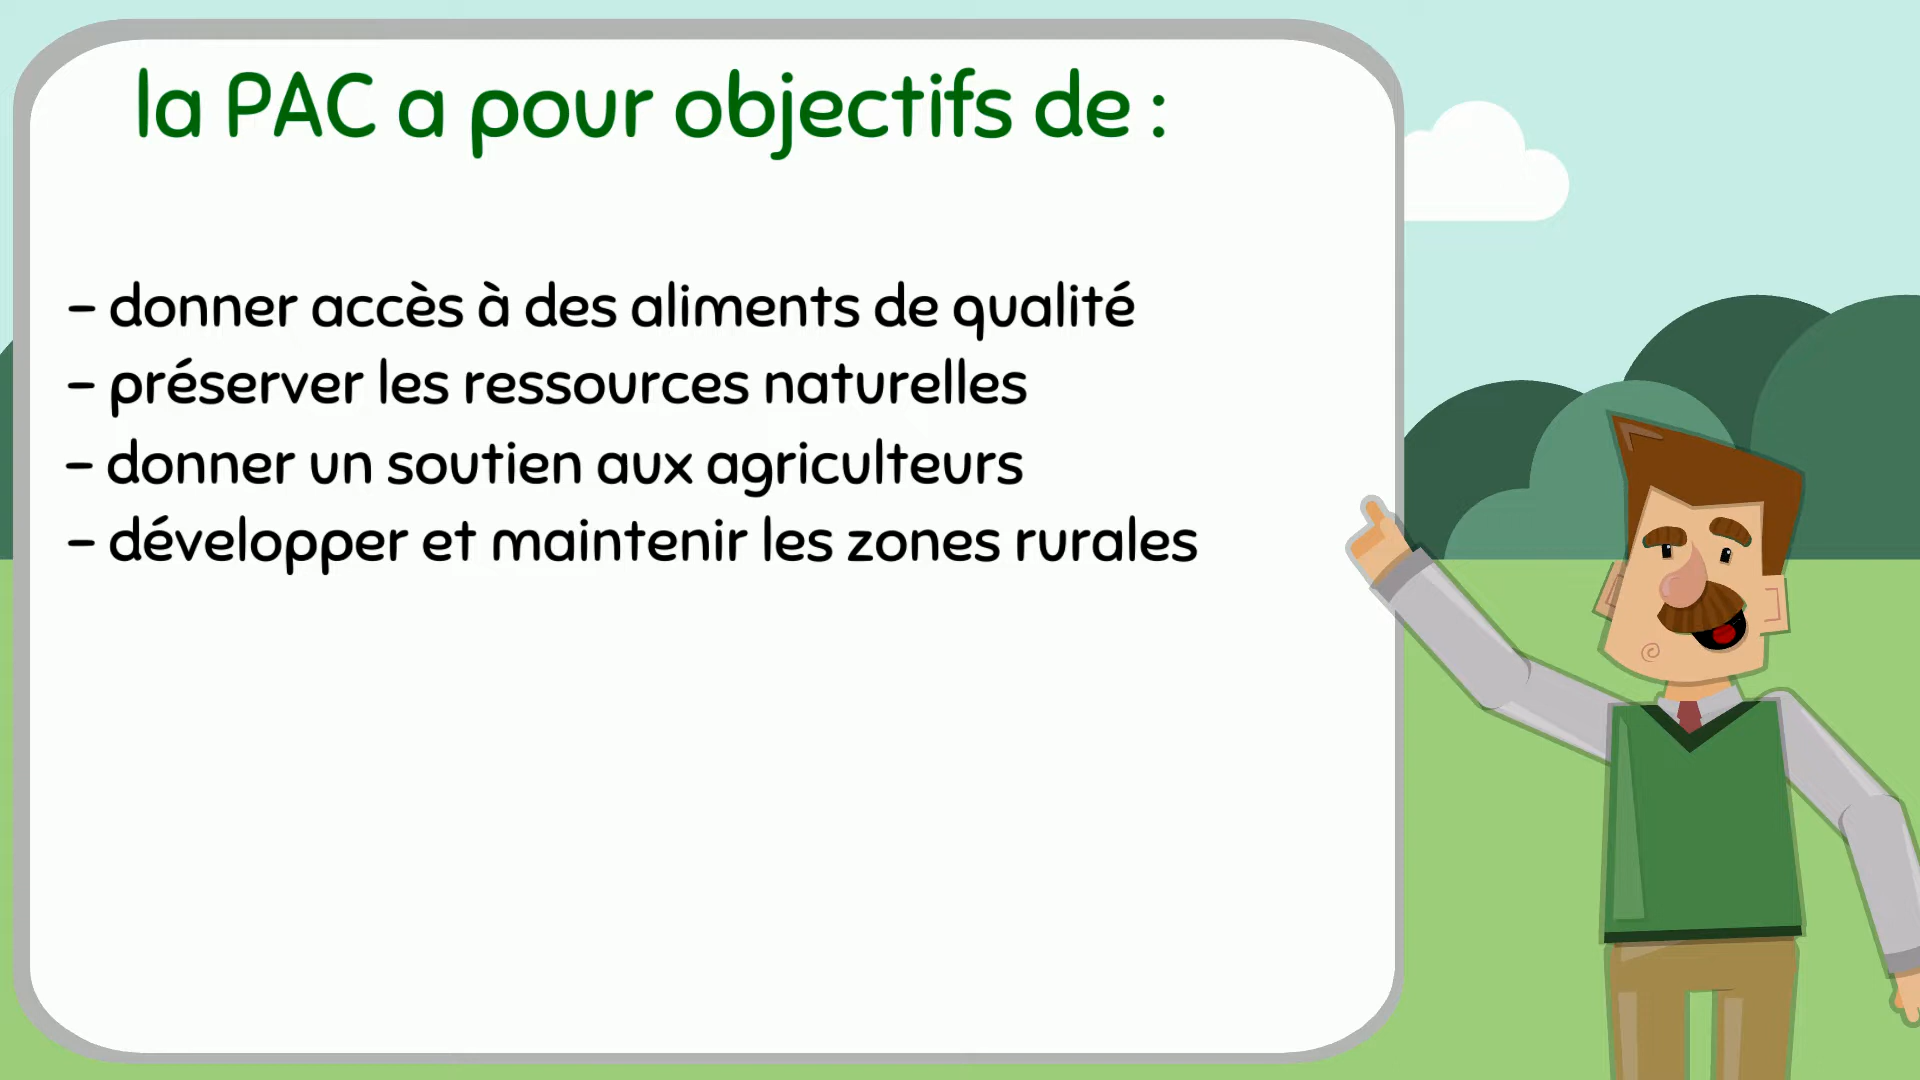 la PAC a pour objectifs de :
- donner accès à des aliments de qualité
- préserver les ressources naturelles
- donner un soutien aux agriculteurs
- développer et maintenir les zones rurales